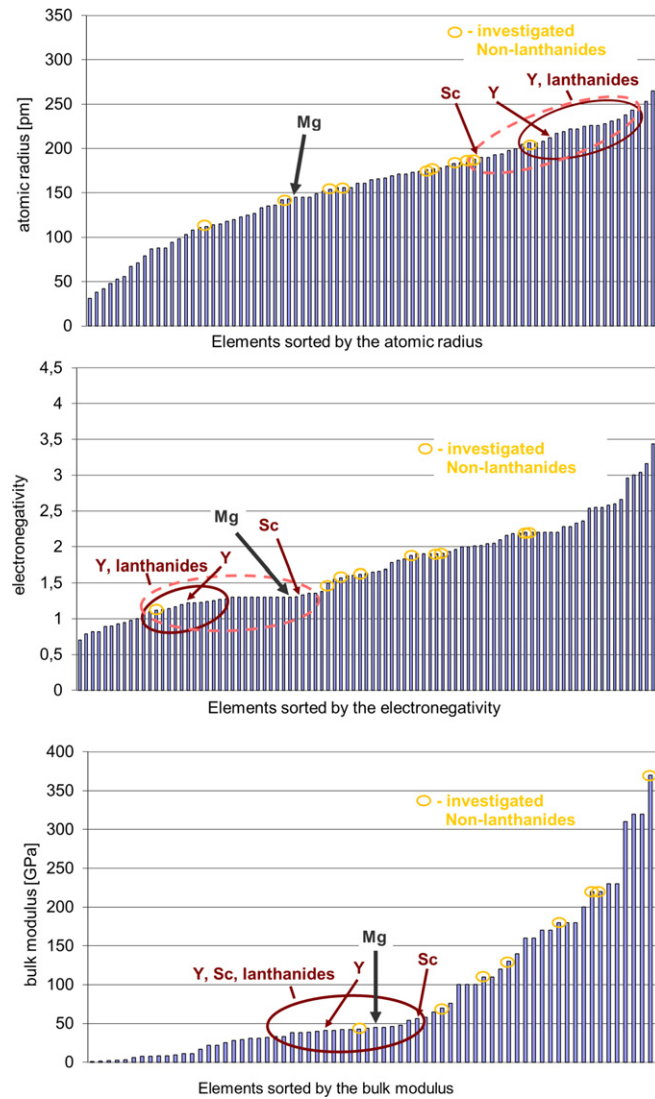 300
250
200
150
100
50
0
atomic radius [pm]
- investigated
Non-lanthanides
Y, lanthanides
Y
Sc
Mg
Elements sorted by the atomic radius
4,5
4
3,5
3
2,5
2
1,5
1
0,5
0
electronegativity
- investigated
Non-lanthanides
Mg
Sc
Y, lanthanides
Y
Elements sorted by the electronegativity
400
350
300
250
200
150
100
50
0
bulk modulus [GPa]
- investigated
Non-lanthanides
Mg
Y
Sc
Y, Sc, lanthanides
Elements sorted by the bulk modulus